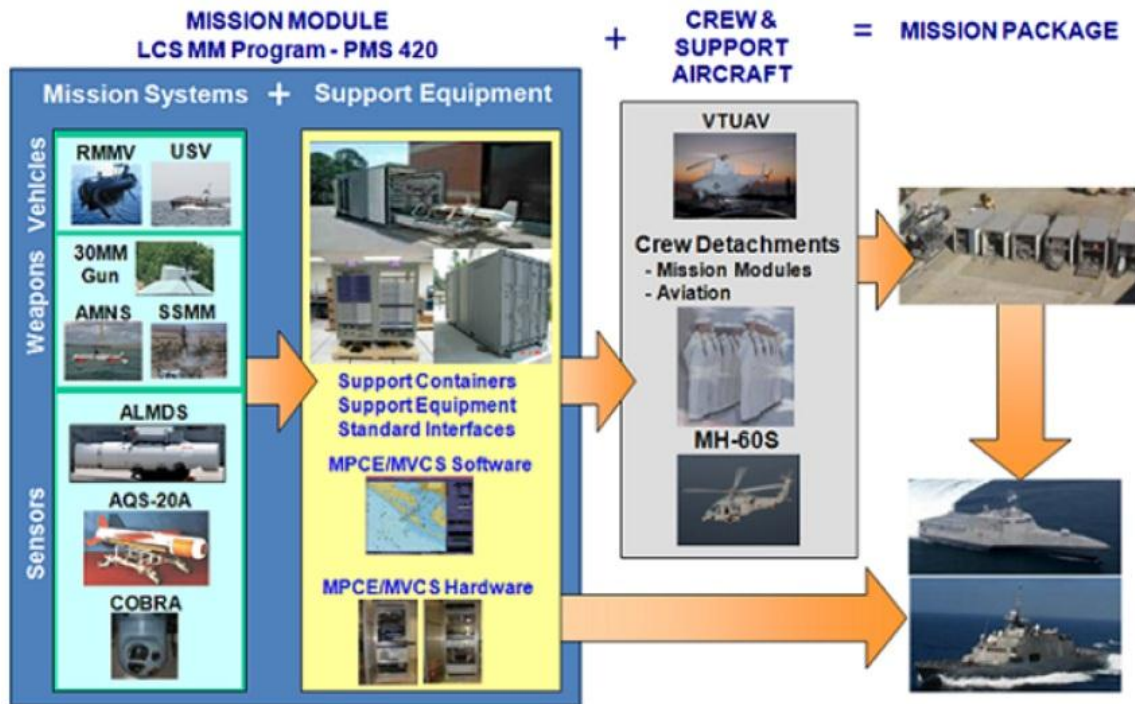 MISSION MODULE
LCS MM Program - PMS 420
+
CREW &
SUPPORT
AIRCRAFT
=
MISSION PACKAGE
Mission Systems
+
Support Equipment
Vehicles
RMMV
USV
Weapons
30MM
Gun
AMNS
SSMM
Sensors
ALMDS
AQS-20A
COBRA
Support Containers
Support Equipment
Standard Interfaces
MPCE/MVCS Software
MPCE/MVCS Hardware
VTUAV
Crew Detachments
- Mission Modules
- Aviation
MH-60S